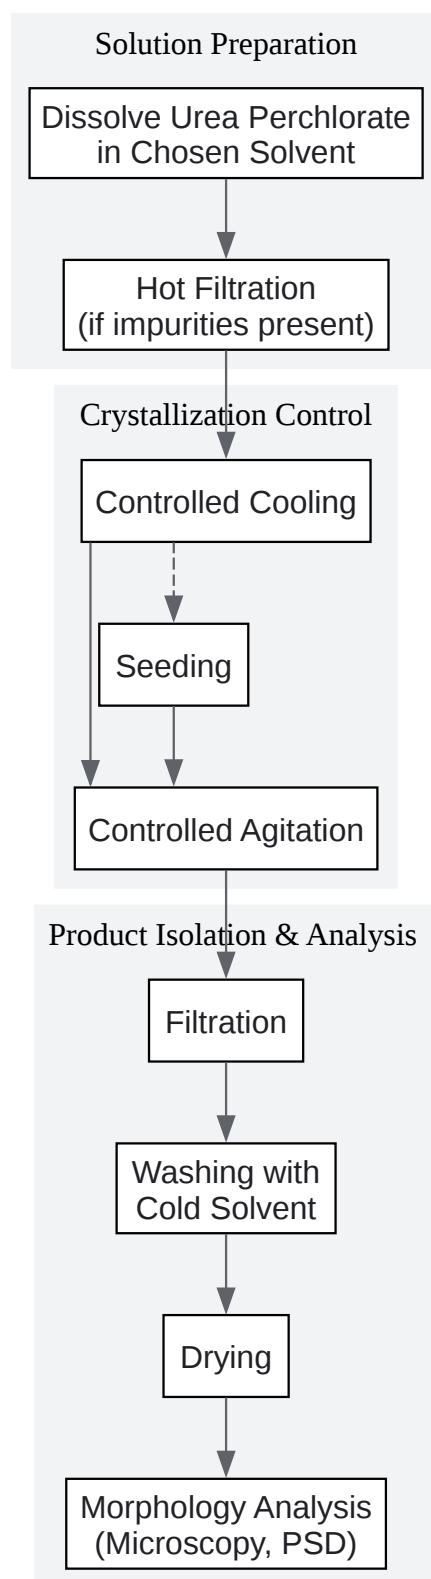 Solution Preparation
Dissolve Urea Perchlorate
in Chosen Solvent
Hot Filtration
(if impurities present)
Crystallization Control
Controlled Cooling
Seeding
Controlled Agitation
Product Isolation & Analysis
Filtration
Washing with
Cold Solvent
Drying
Morphology Analysis
(Microscopy, PSD)